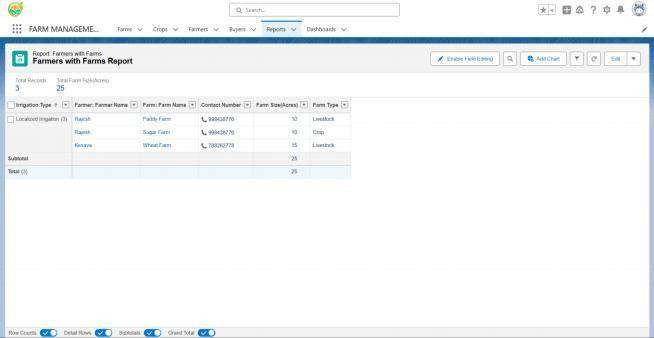 Search...
FARM MANAGEME... Farms Crops Farmers Buyers Reports Dashboards
Report: Farmers with Farms
Farmers with Farms Report
Enable Field Editing Add Chart Edit
Total Records Total Farm Size(Acres)
3 25
Irrigation Type ↑ Farmer: Farmer Name Farm: Farm Name Contact Number Farm Size(Acres) Farm Type
Localized Irrigation (3) Rajesh Paddy Farm 998438776 10 Livestock
Rajesh Sugar Farm 998438776 10 Crop
Kesava Wheat Farm 788262778 15 Livestock
Subtotal 25
Total (3) 25
Row Counts Detail Rows Subtotals Grand Total